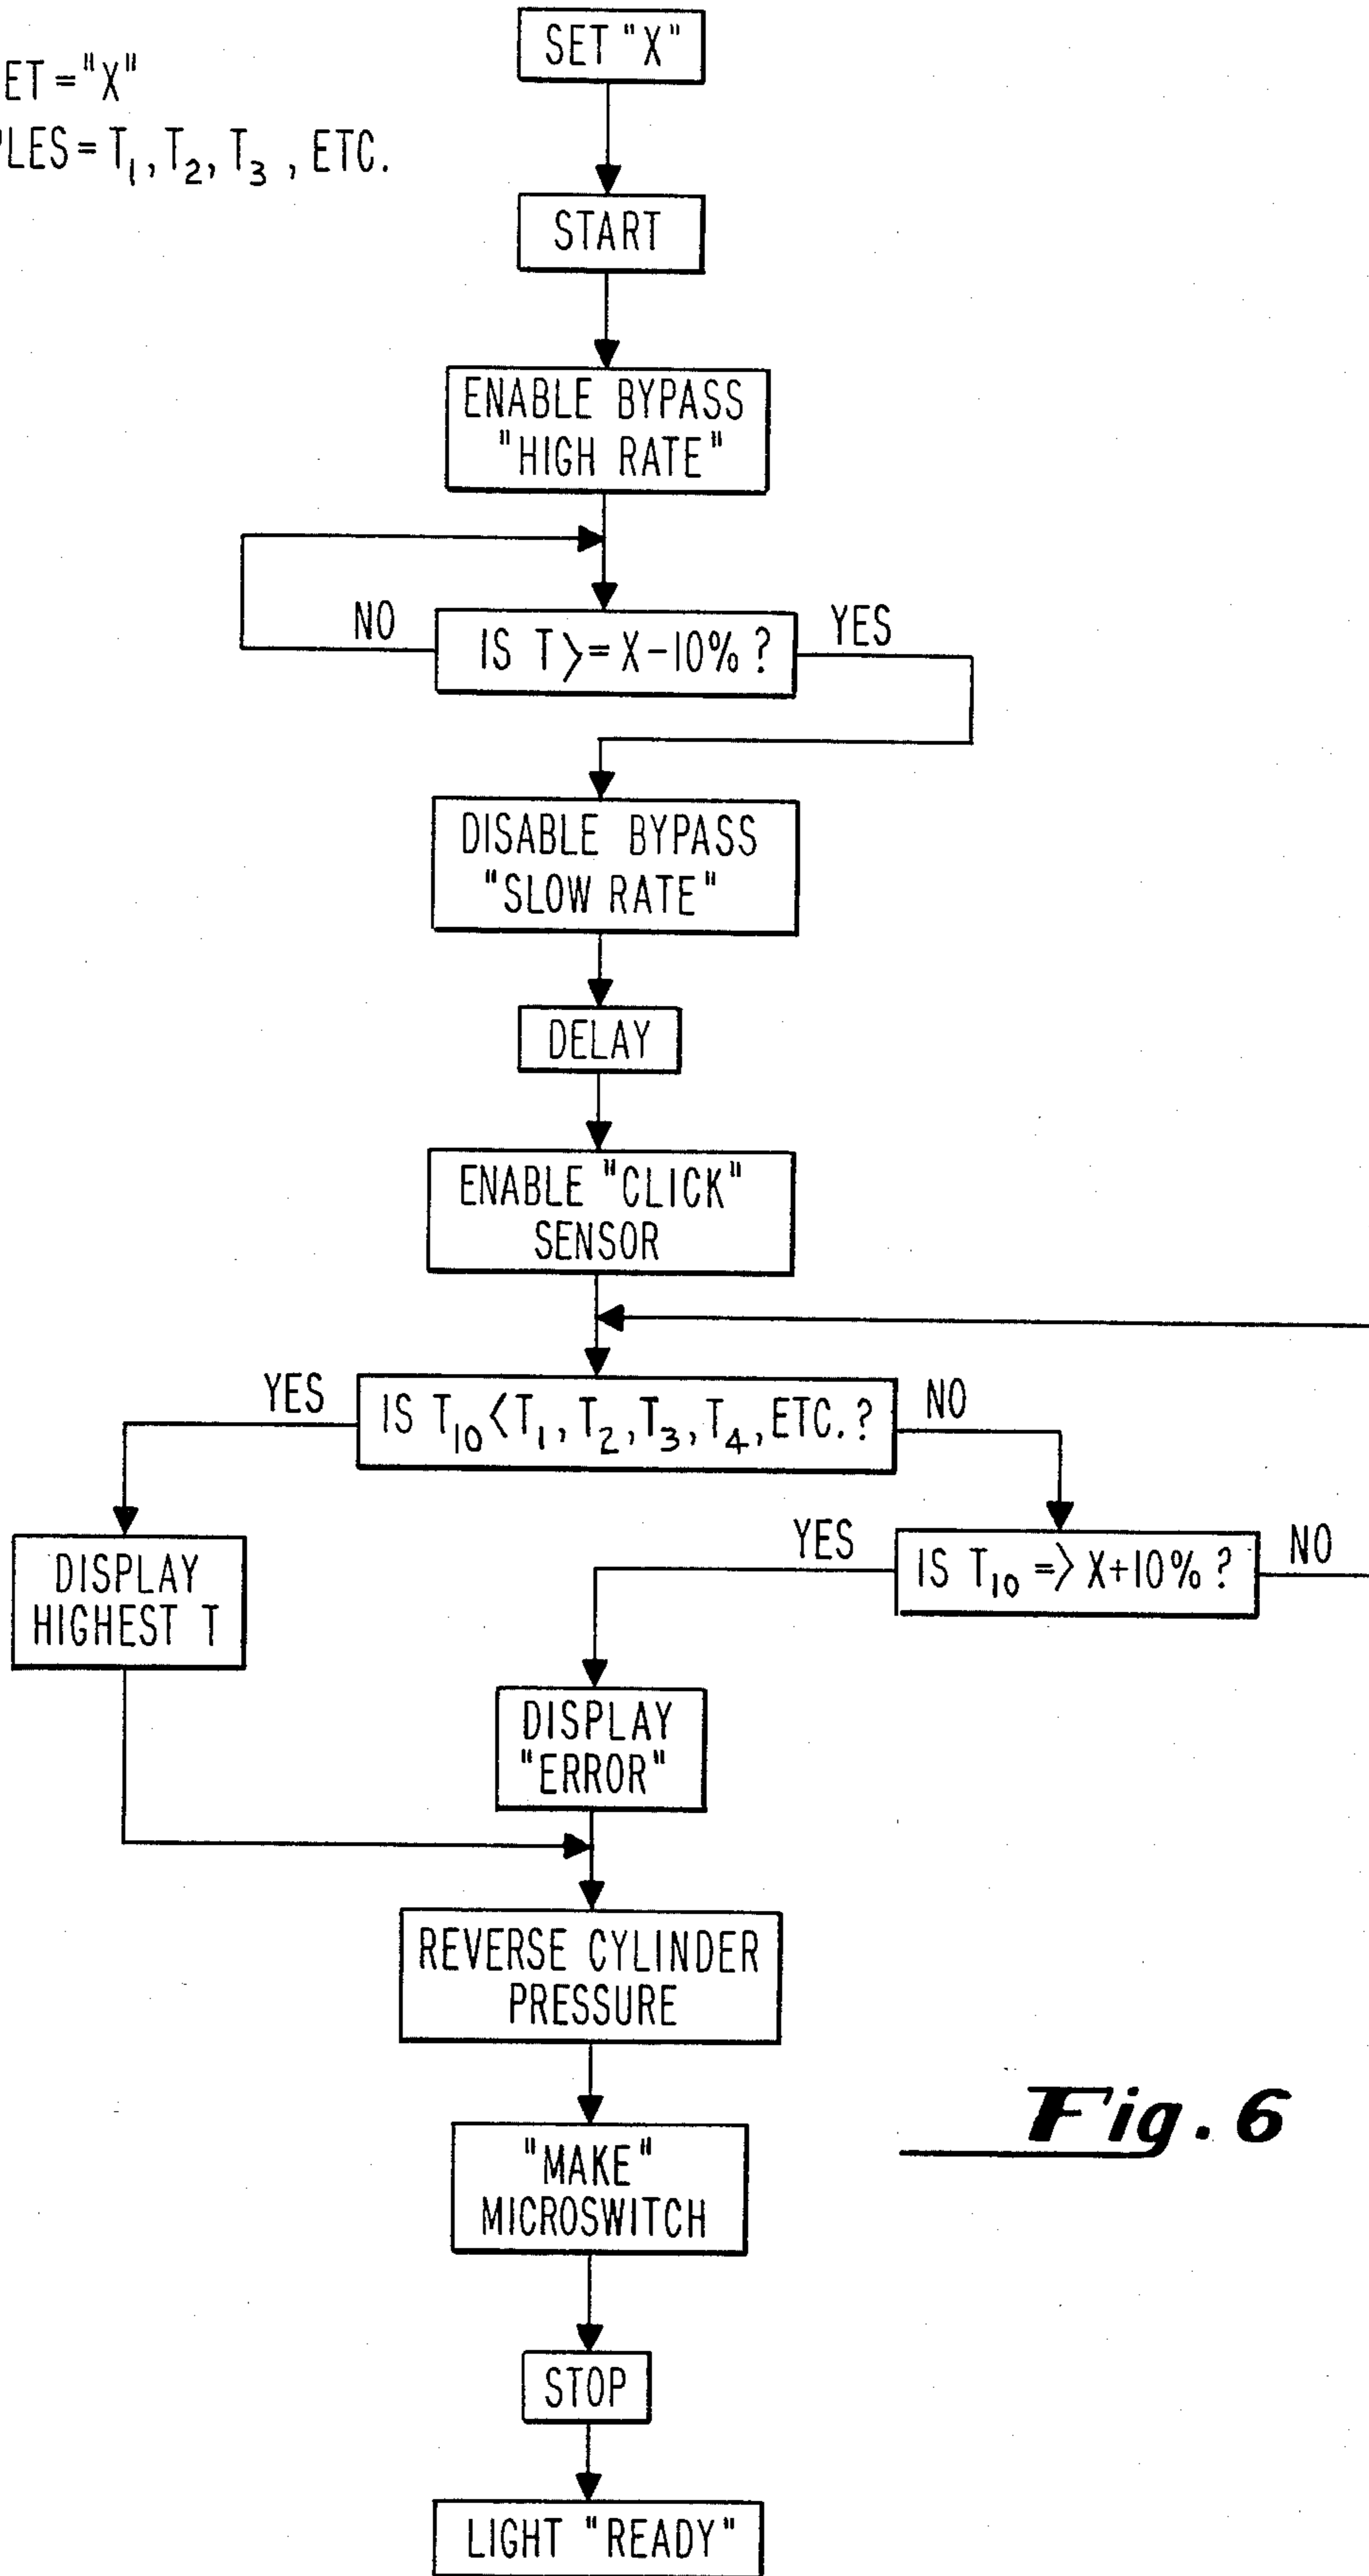 SET "X"
ET = "X"
PLES = T1, T2, T3, ETC.
START
ENABLE BYPASS
"HIGH RATE"
NO
IS T >= X-10% ?
YES
DISABLE BYPASS
"SLOW RATE"
DELAY
ENABLE "CLICK"
SENSOR
YES
IS T10 < T1, T2, T3, T4, ETC. ?
NO
DISPLAY
HIGHEST T
YES
IS T10 => X+10% ?
NO
DISPLAY
"ERROR"
REVERSE CYLINDER
PRESSURE
"MAKE"
MICROSWITCH
Fig. 6
STOP
LIGHT "READY"